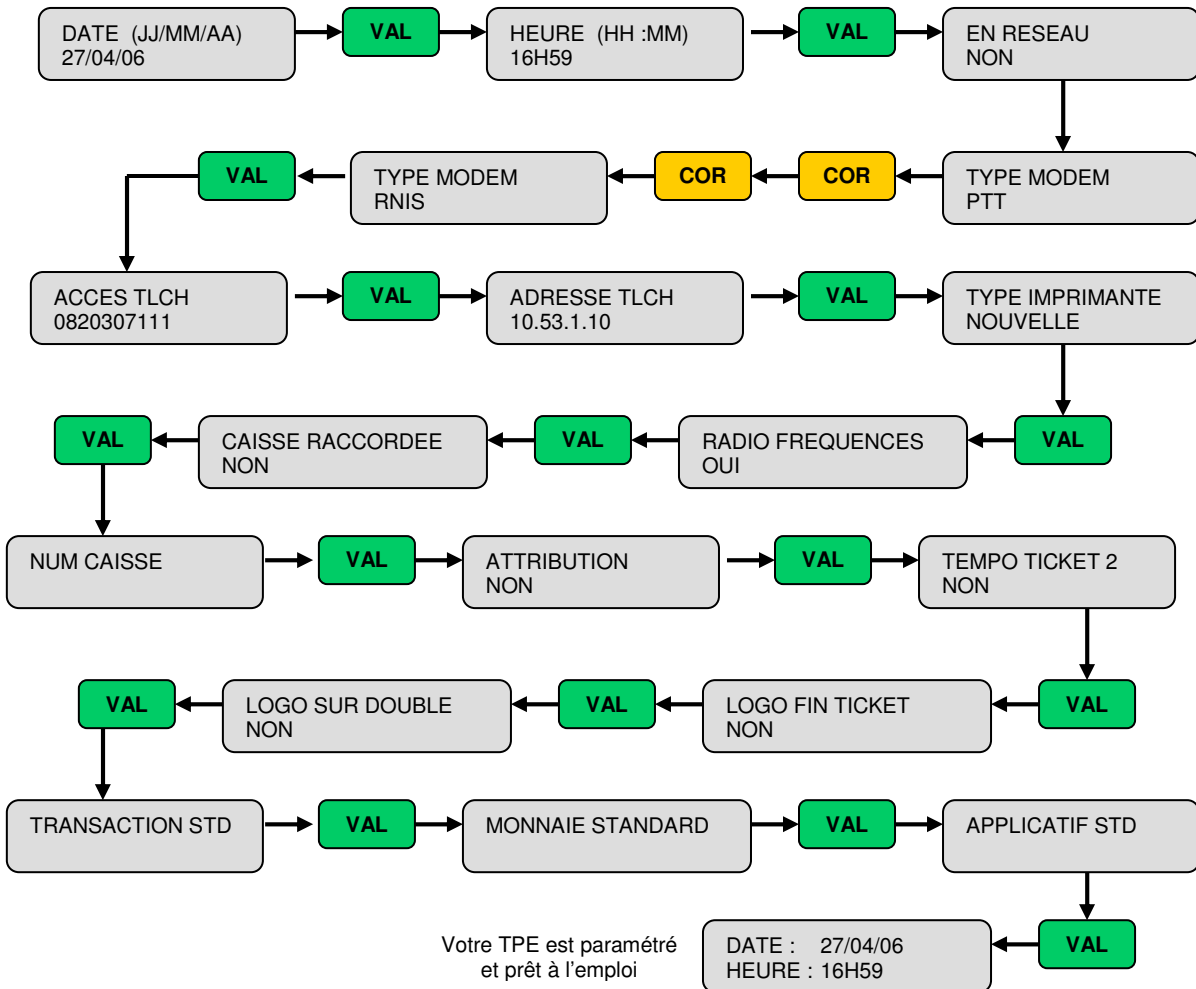 DATE (JJ/MM/AA)
27/04/06
VAL
HEURE (HH :MM)
16H59
VAL
EN RESEAU
NON
TYPE MODEM
PTT
COR
COR
TYPE MODEM
RNIS
VAL
ACCES TLCH
0820307111
VAL
ADRESSE TLCH
10.53.1.10
VAL
TYPE IMPRIMANTE
NOUVELLE
VAL
RADIO FREQUENCES
OUI
VAL
CAISSE RACCORDEE
NON
VAL
NUM CAISSE
VAL
ATTRIBUTION
NON
VAL
TEMPO TICKET 2
NON
VAL
LOGO FIN TICKET
NON
VAL
LOGO SUR DOUBLE
NON
VAL
TRANSACTION STD
VAL
MONNAIE STANDARD
VAL
APPLICATIF STD
VAL
DATE : 27/04/06
HEURE : 16H59
Votre TPE est paramétré
et prêt à l'emploi